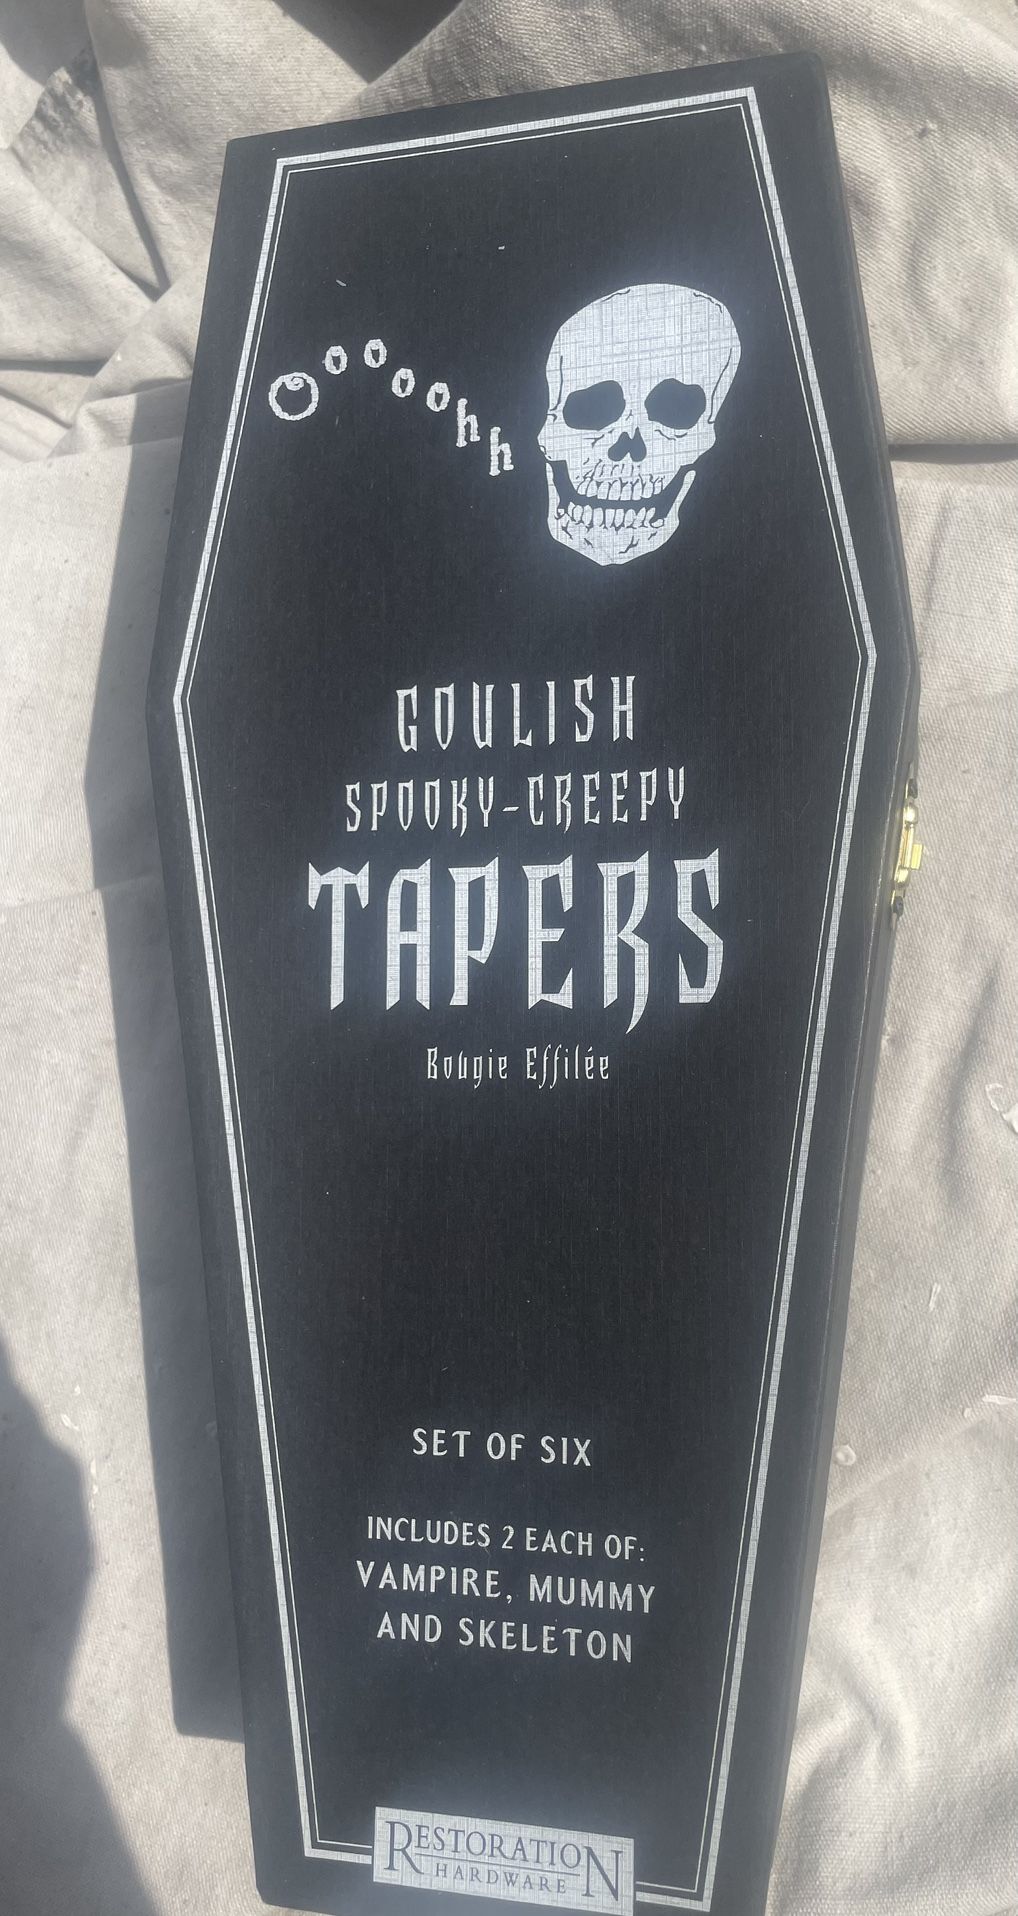 Ooooohh
GOULISH
SPOOKY-CREEPY
TAPERS
Bougie Effilée
SET OF SIX
INCLUDES 2 EACH OF:
VAMPIRE, MUMMY
AND SKELETON
RESTORATION
HARDWARE